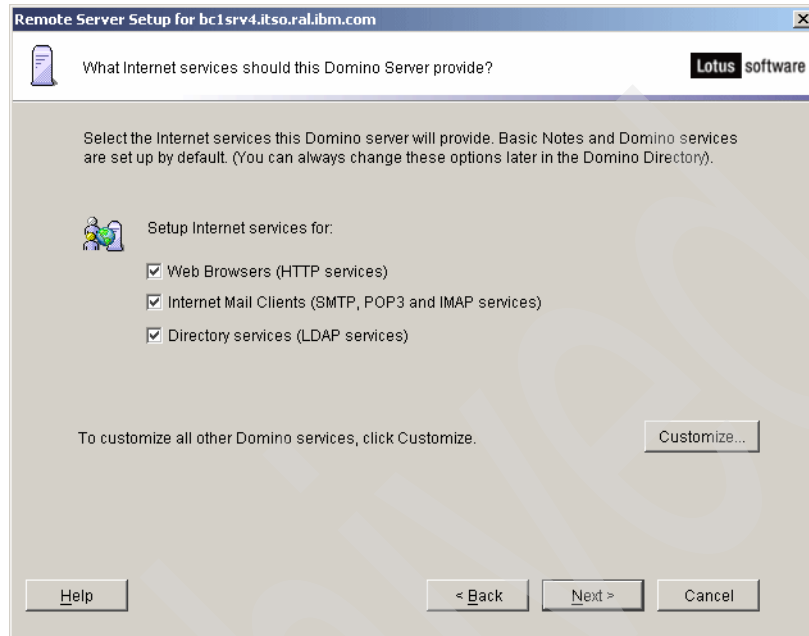 Remote Server Setup for bc1srv4.itso.ral.ibm.com
What Internet services should this Domino Server provide?
Lotus software
Select the Internet services this Domino server will provide. Basic Notes and Domino services
are set up by default. (You can always change these options later in the Domino Directory).
Setup Internet services for:
Web Browsers (HTTP services)
Internet Mail Clients (SMTP, POP3 and IMAP services)
Directory services (LDAP services)
To customize all other Domino services, click Customize.
Customize...
Help
< Back
Next >
Cancel